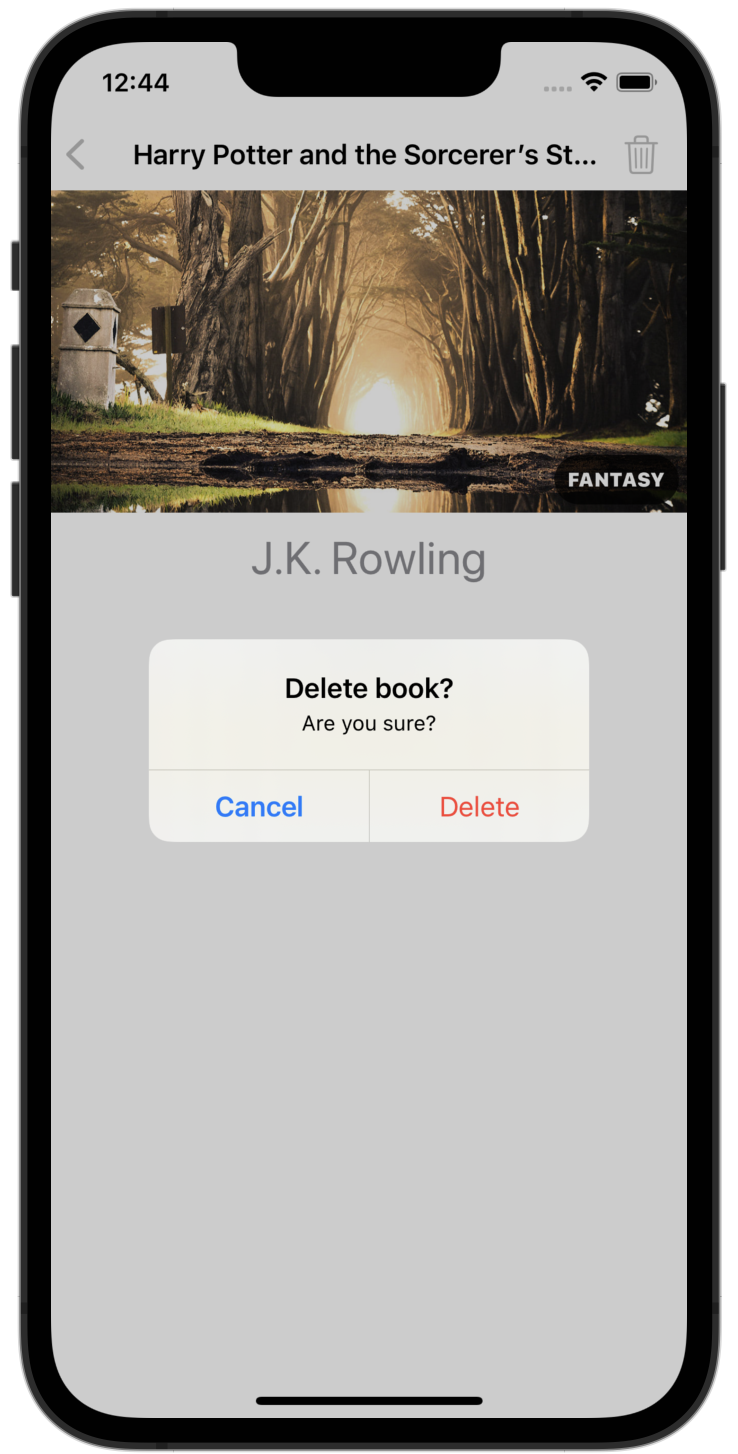 12:44
Harry Potter and the Sorcerer’s St...
FANTASY
J.K. Rowling
Delete book?
Are you sure?
Cancel
Delete